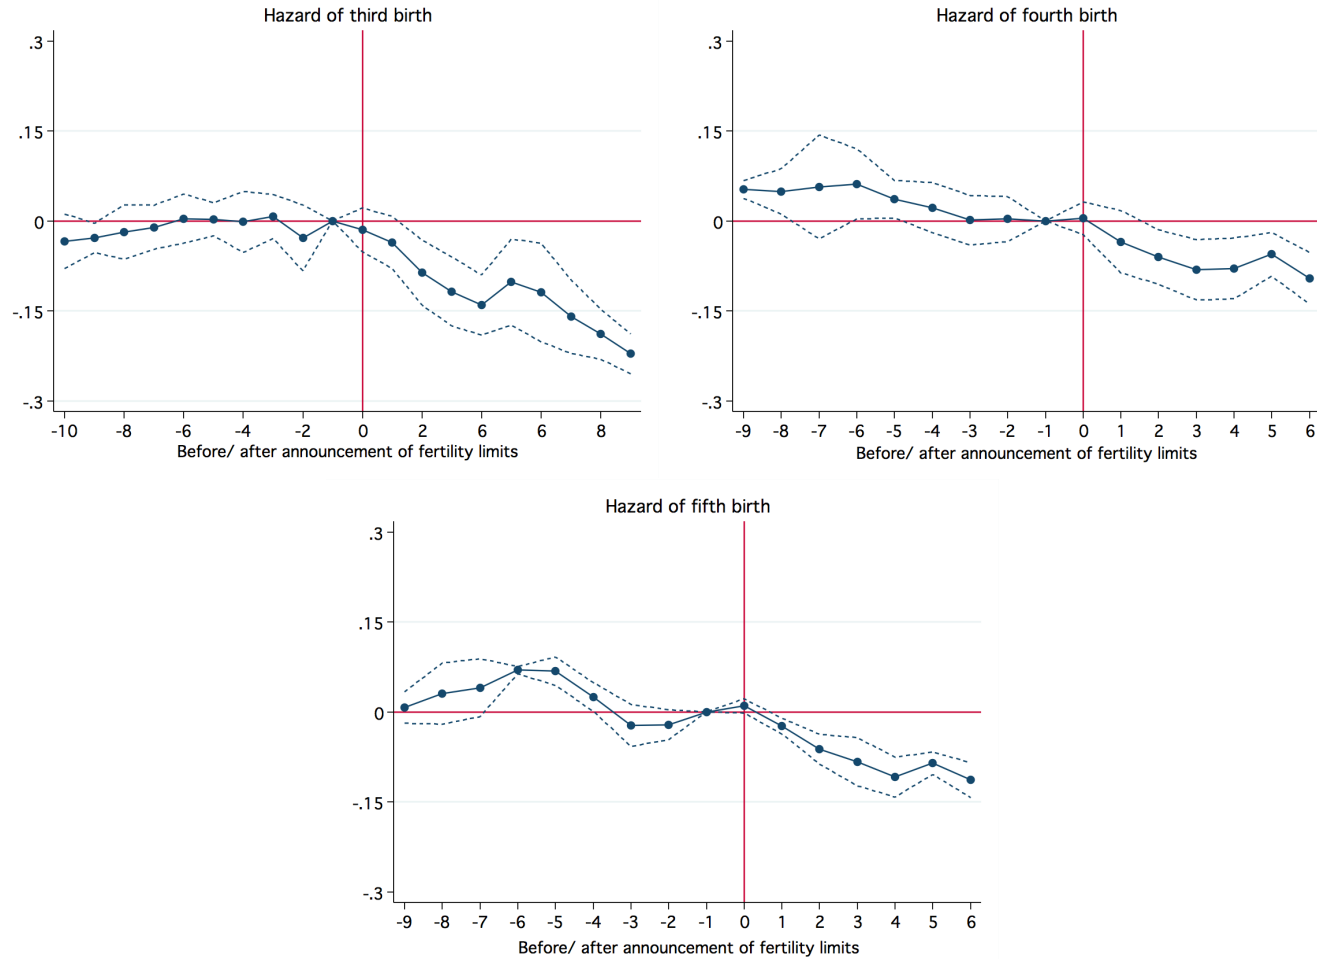 Hazard of third birth
.3
.15
0
-.15
-.3
-10 -8 -6 -4 -2 0 2 6 6 8
Before/ after announcement of fertility limits
Hazard of fourth birth
.3
.15
0
-.15
-.3
-9 -8 -7 -6 -5 -4 -3 -2 -1 0 1 2 3 4 5 6
Before/ after announcement of fertility limits
Hazard of fifth birth
.3
.15
0
-.15
-.3
-9 -8 -7 -6 -5 -4 -3 -2 -1 0 1 2 3 4 5 6
Before/ after announcement of fertility limits